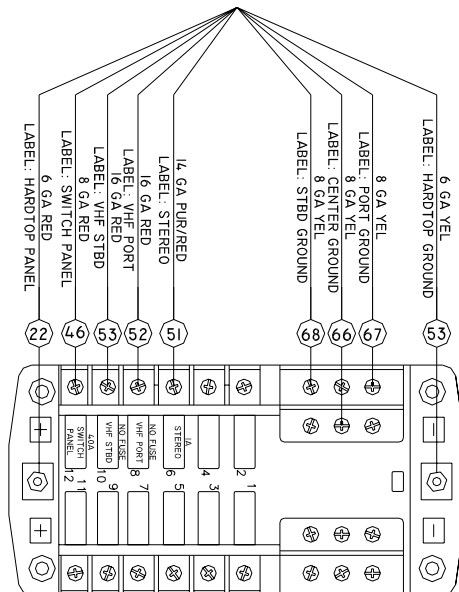 6 GA RED
LABEL: HARDTOP PANEL
8 GA RED
LABEL: SWITCH PANEL
16 GA RED
LABEL: VHF STBD
16 GA RED
LABEL: VHF PORT
14 GA PUR/RED
LABEL: STEREO
8 GA YEL
LABEL: STBD GROUND
8 GA YEL
LABEL: CENTER GROUND
8 GA YEL
LABEL: PORT GROUND
6 GA YEL
LABEL: HARDTOP GROUND
22
46
53
52
51
68
66
67
53
+
-
40A
SWITCH
PANEL
NO FUSE
VHF STBD
NO FUSE
VHF PORT
1A
STEREO
12
11
10
9
8
7
6
5
4
3
2
1
+
-